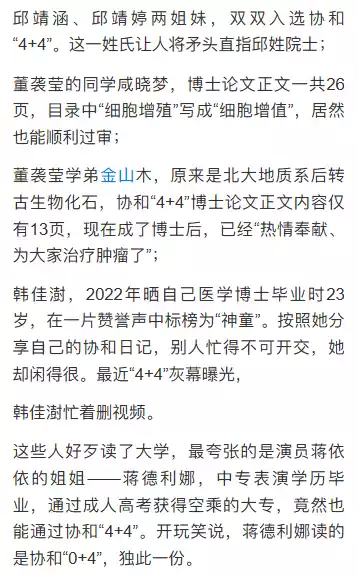 邱靖涵、邱靖婷两姐妹，双双入选协和
“4+4”。这一姓氏让人将矛头直指邱姓院士；
董袭莹的同学咸晓梦，博士论文正文一共26
页，目录中“细胞增殖”写成“细胞增值”，居然
也能顺利过审；
董袭莹学弟金山木，原来是北大地质系后转
古生物化石，协和“4+4”博士论文正文内容仅
有13页，现在成了博士后，已经“热情奉献、
为大家治疗肿瘤了”；
韩佳澍，2022年晒自己医学博士毕业时23
岁，在一片赞誉声中标榜为“神童”。按照她分
享自己的协和日记，别人忙得不可开交，她
却闲得很。最近“4+4”灰幕曝光，
韩佳澍忙着删视频。
这些人好歹读了大学，最夸张的是演员蒋依
依的姐姐——蒋德利娜，中专表演学历毕
业，通过成人高考获得空乘的大专，竟然也
能通过协和“4+4”。开玩笑说，蒋德利娜读的
是协和“0+4”，独此一份。